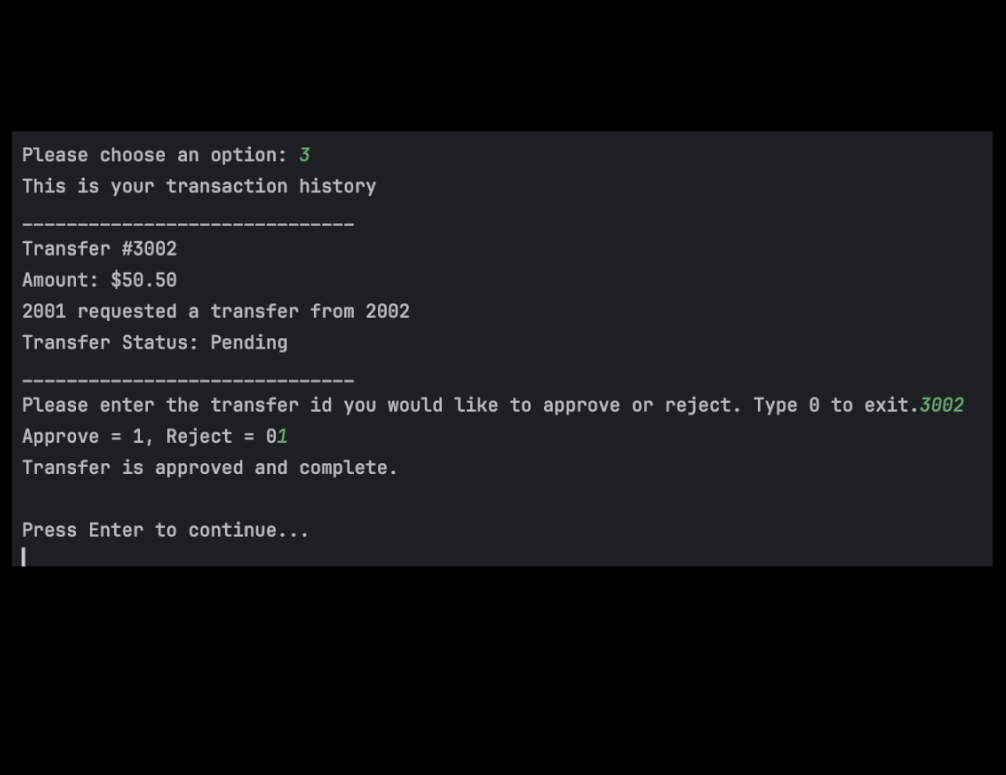 Please choose an option: 3
This is your transaction history
______________________________
Transfer #3002
Amount: $50.50
2001 requested a transfer from 2002
Transfer Status: Pending
______________________________
Please enter the transfer id you would like to approve or reject. Type 0 to exit.3002
Approve = 1, Reject = 01
Transfer is approved and complete.
Press Enter to continue...